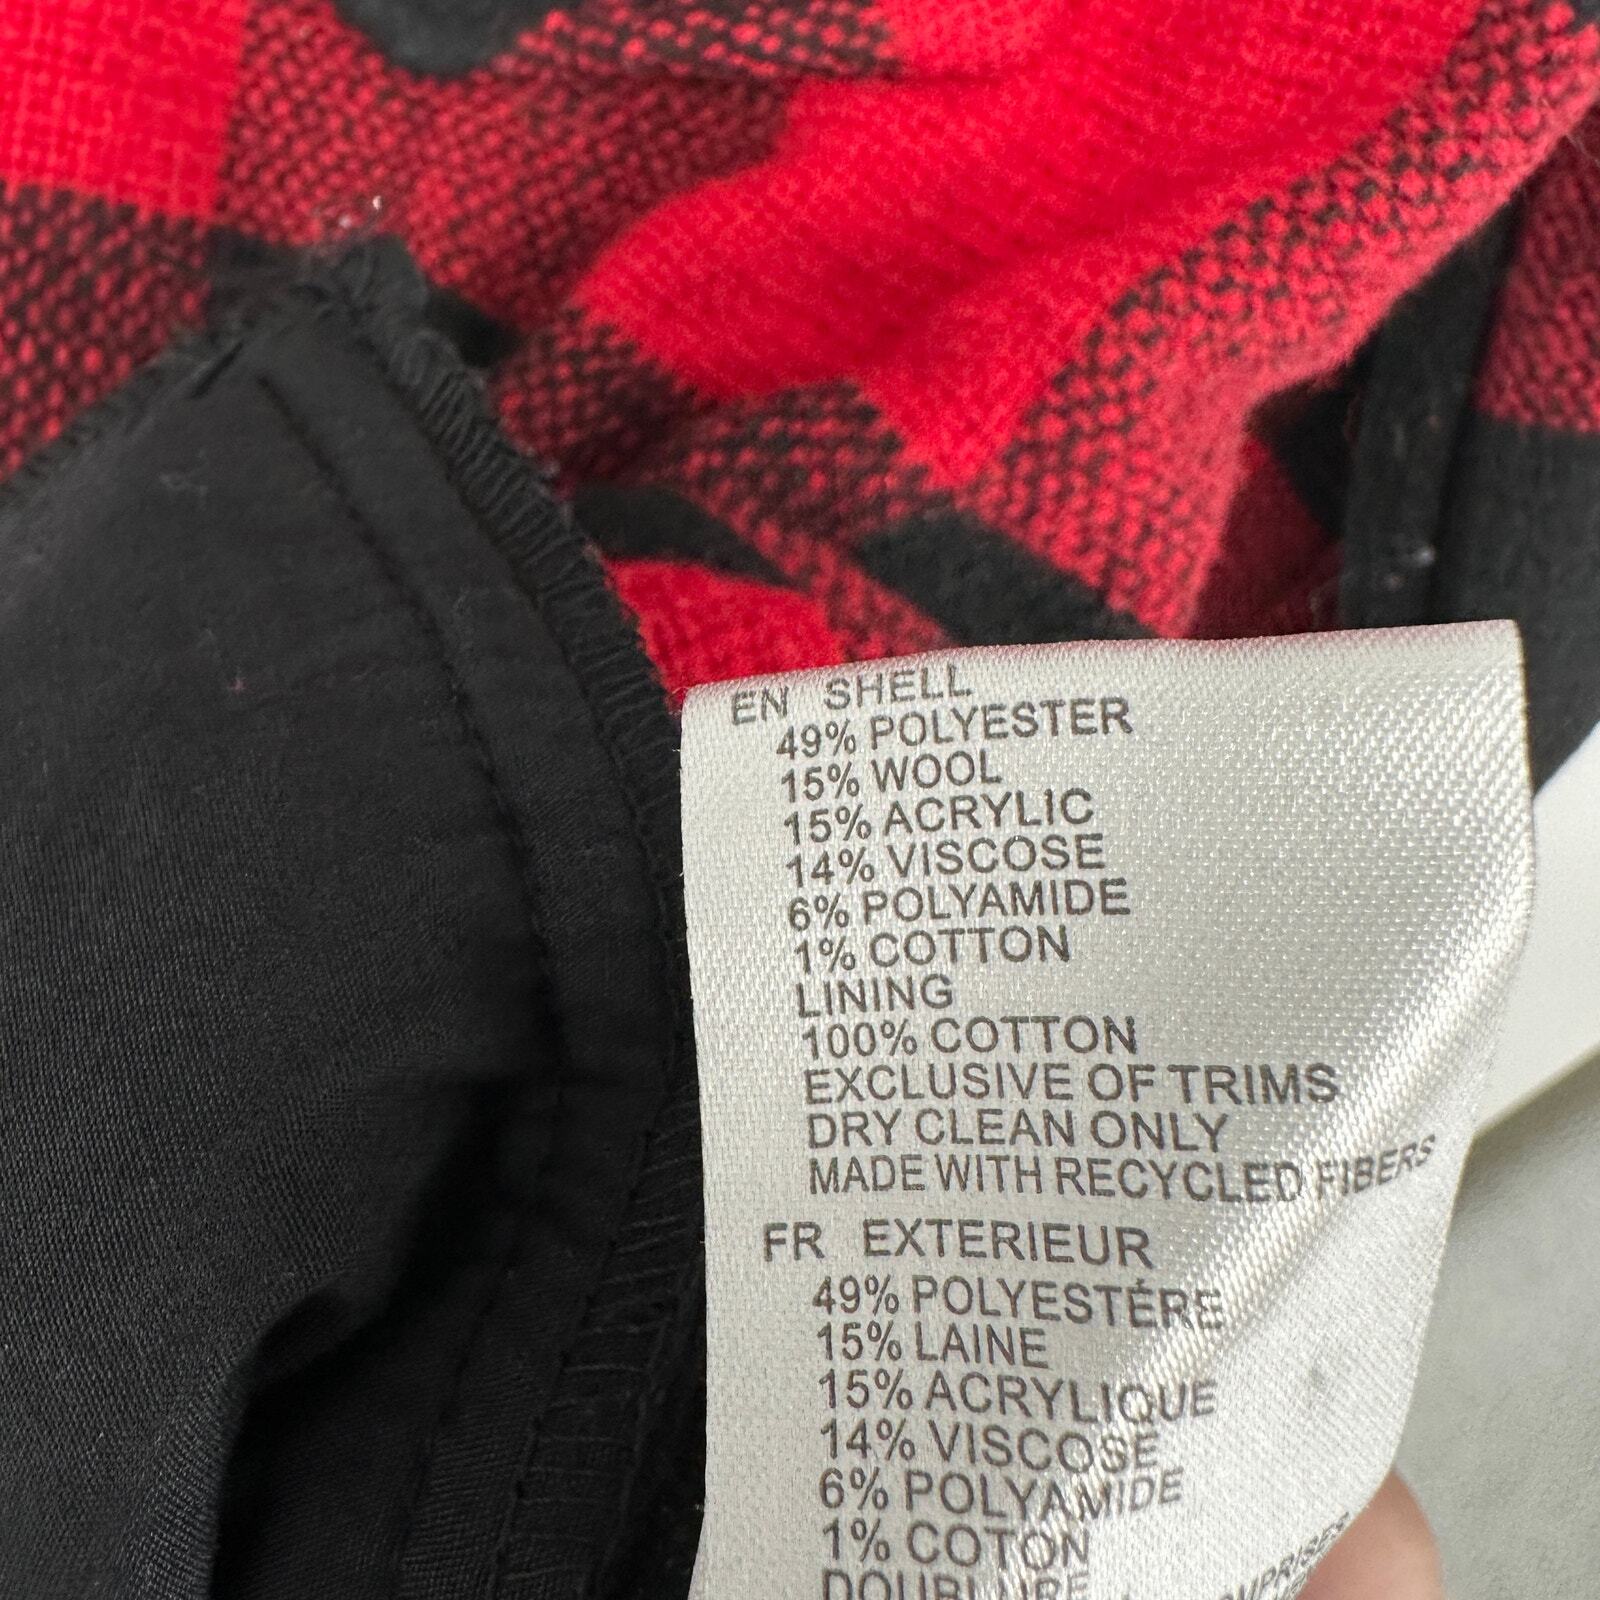 EN SHELL
49% POLYESTER
15% WOOL
15% ACRYLIC
14% VISCOSE
6% POLYAMIDE
1% COTTON
LINING
100% COTTON
EXCLUSIVE OF TRIMS
DRY CLEAN ONLY
MADE WITH RECYCLED FIBERS
FR EXTERIEUR
49% POLYESTÉRE
15% LAINE
15% ACRYLIQUE
14% VISCOSE
6% POLYAMIDE
1% COTON
DOUBLURE